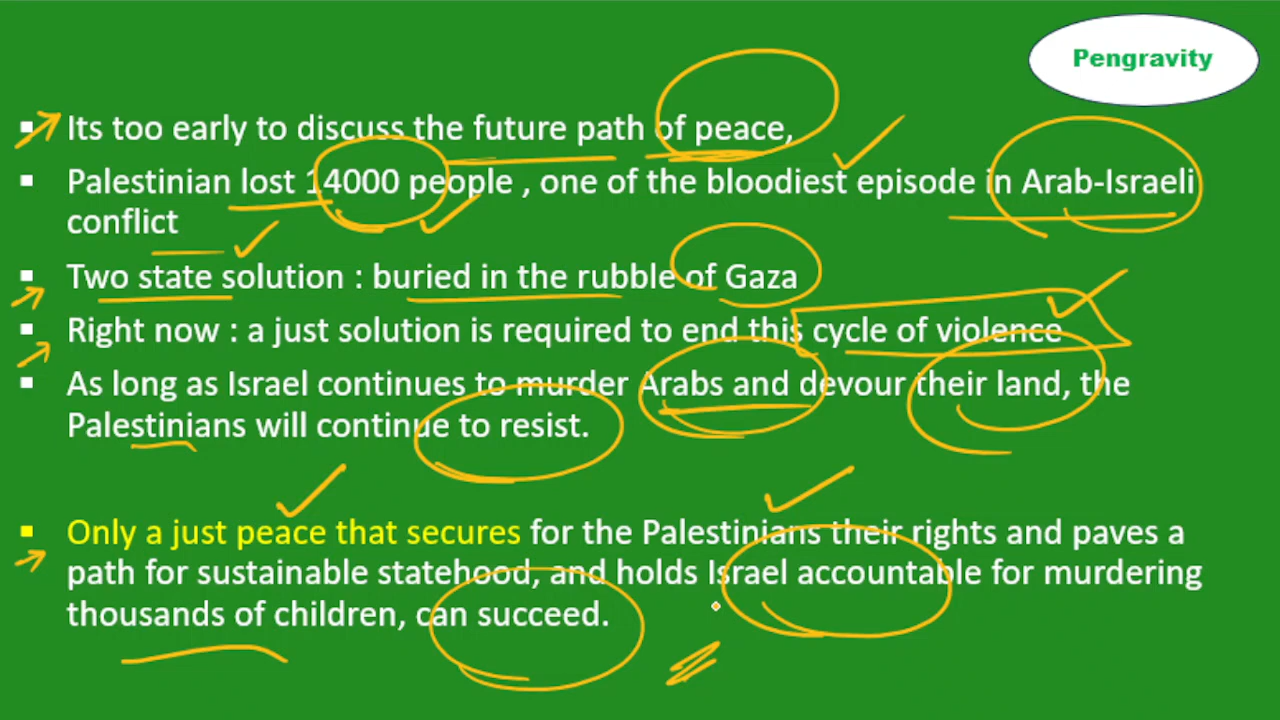 Pengravity
▪ Its too early to discuss the future path of peace,
▪ Palestinian lost 14000 people , one of the bloodiest episode in Arab-Israeli
conflict
▪ Two state solution : buried in the rubble of Gaza
▪ Right now : a just solution is required to end this cycle of violence
▪ As long as Israel continues to murder Arabs and devour their land, the
Palestinians will continue to resist.
▪ Only a just peace that secures for the Palestinians their rights and paves a
path for sustainable statehood, and holds Israel accountable for murdering
thousands of children, can succeed.